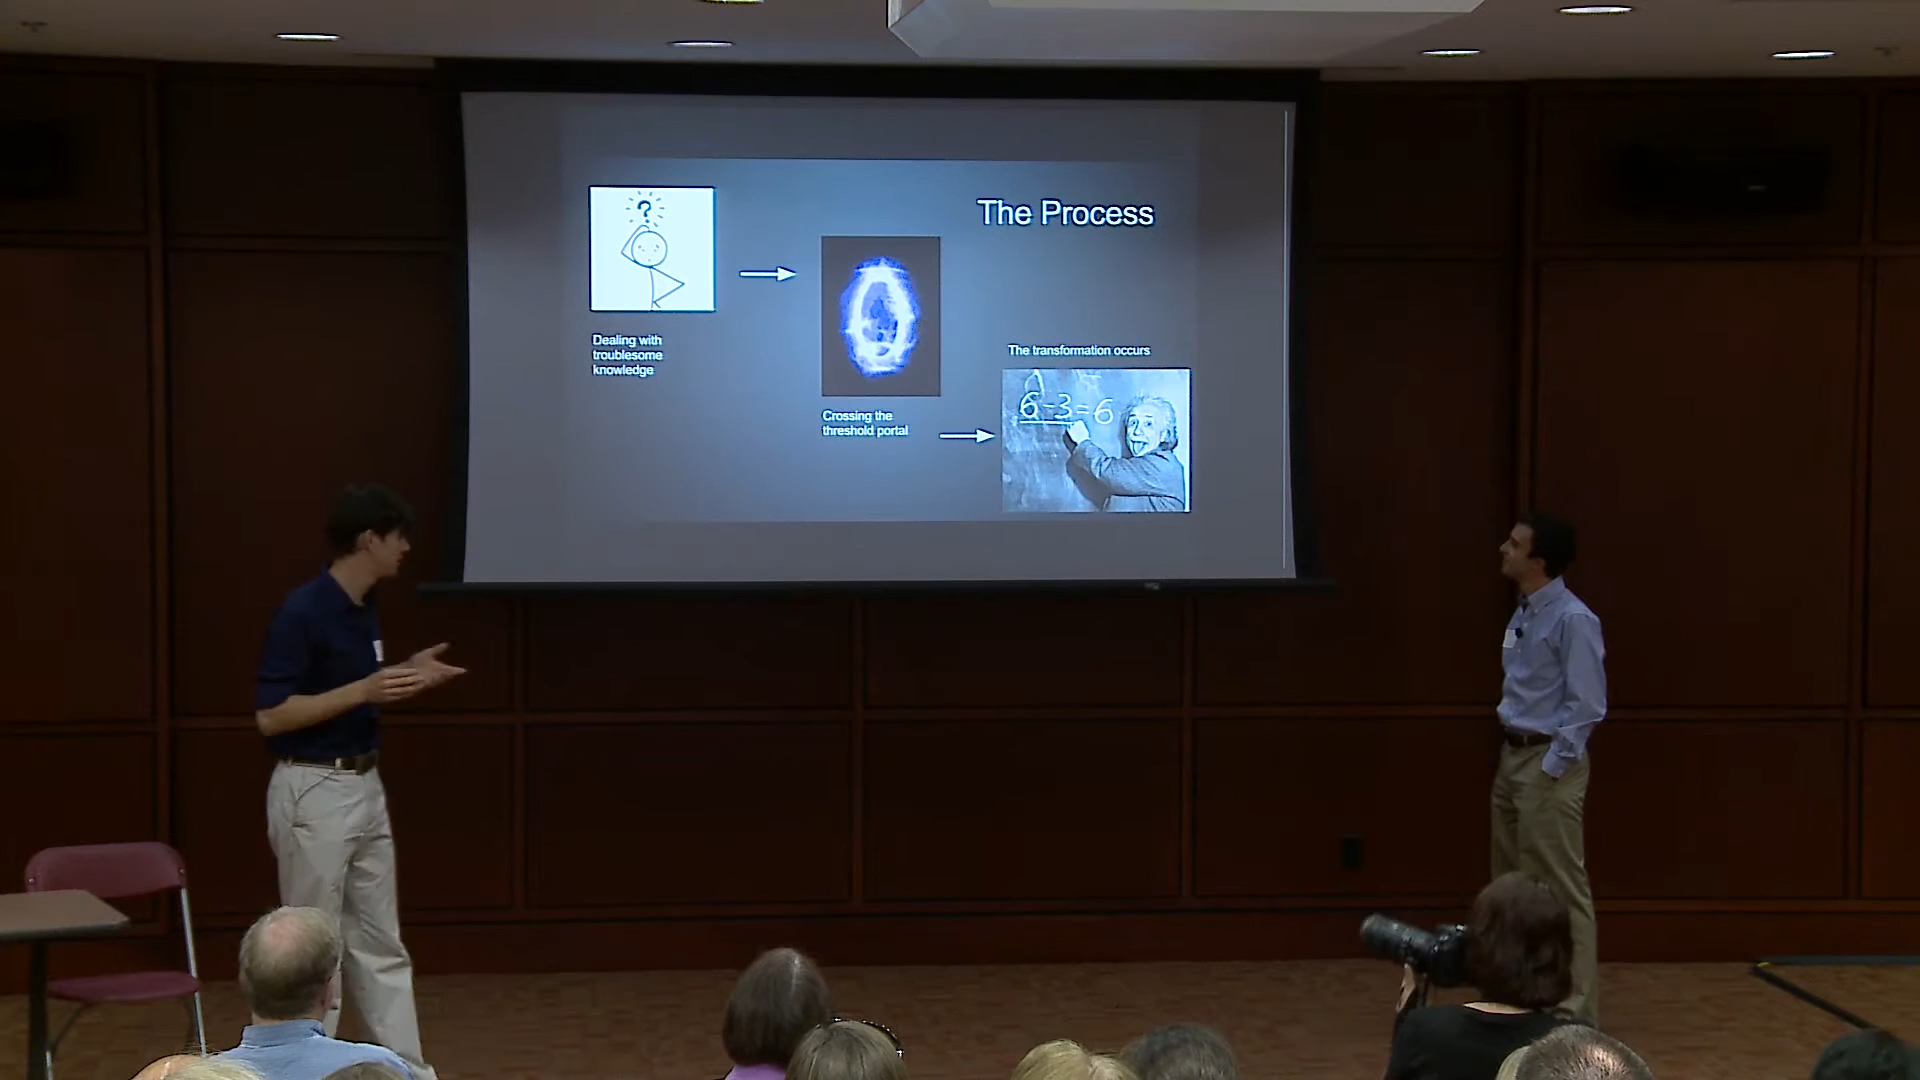 The Process
?
Dealing with
troublesome
knowledge
Crossing the
threshold portal
The transformation occurs
6-3=6